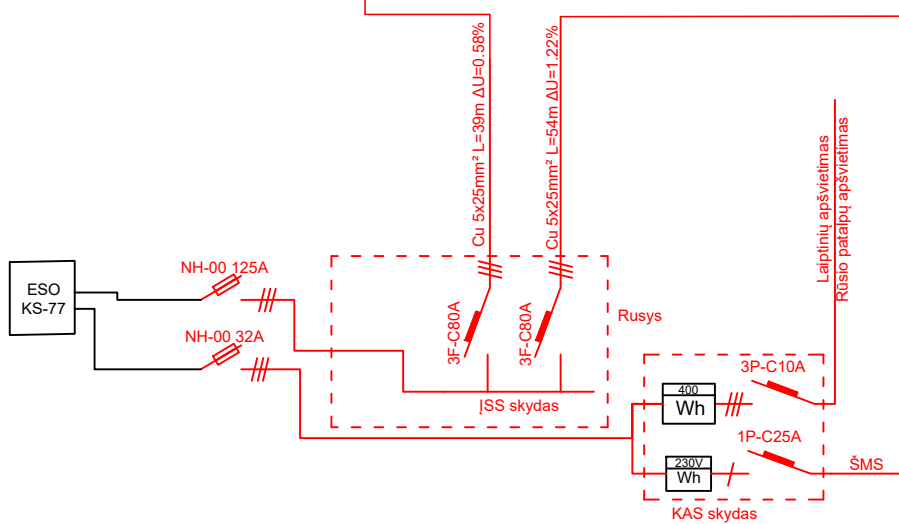 Cu 5x25mm² L=39m ΔU=0.58%
Cu 5x25mm² L=54m ΔU=1.22%
Laiptinių apšvietimas
Rūsio patalpų apšvietimas
ESO
KS-77
NH-00 125A
NH-00 32A
3F-C80A
3F-C80A
Rusys
ĮSS skydas
400
Wh
3P-C10A
230V
Wh
1P-C25A
ŠMS
KAS skydas